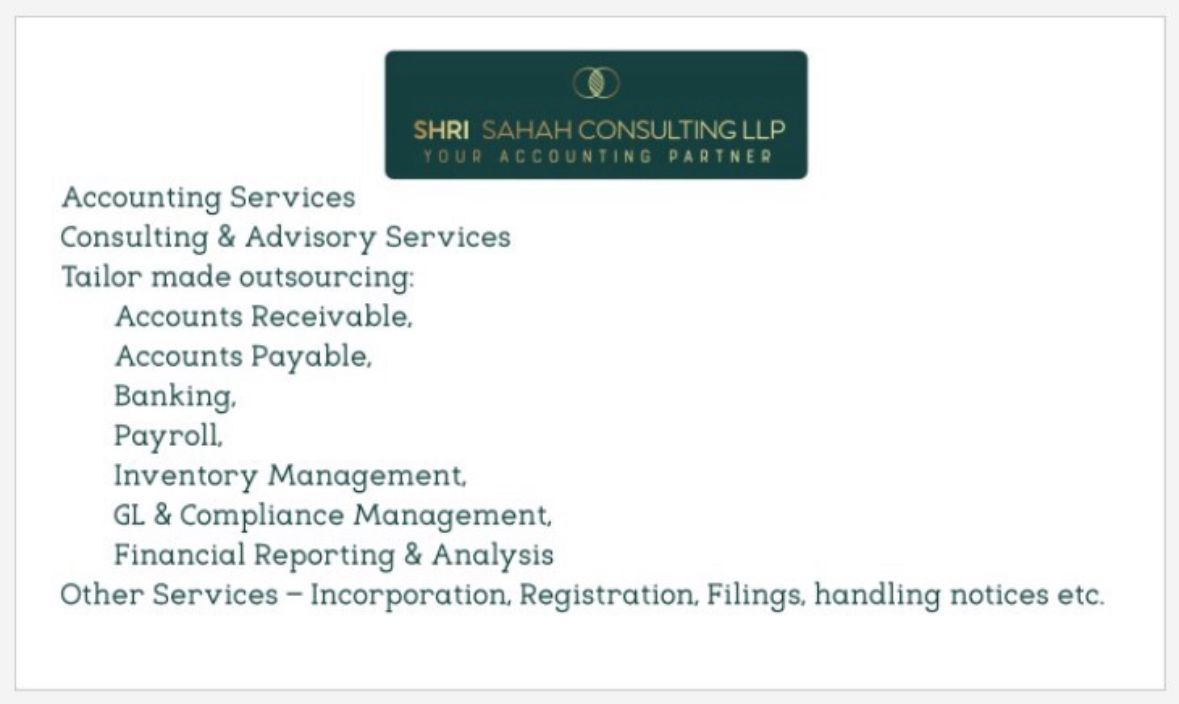 SHRI SAHAH CONSULTING LLP
YOUR ACCOUNTING PARTNER
Accounting Services
Consulting & Advisory Services
Tailor made outsourcing:
Accounts Receivable,
Accounts Payable,
Banking,
Payroll,
Inventory Management,
GL & Compliance Management,
Financial Reporting & Analysis
Other Services – Incorporation, Registration, Filings, handling notices etc.